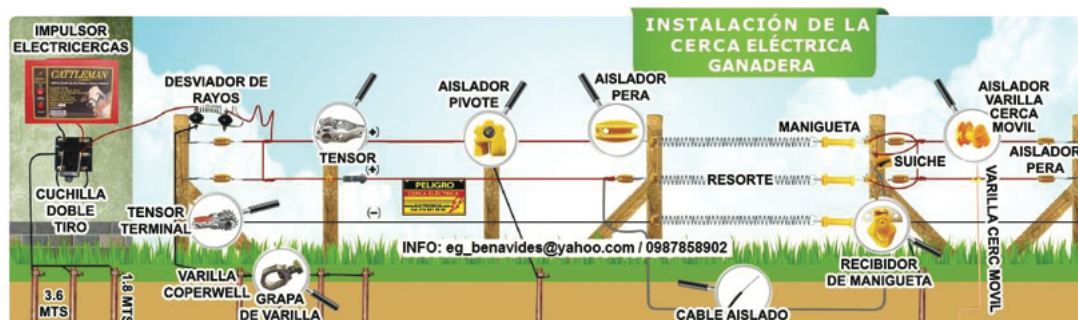 INSTALACIÓN DE LA
CERCA ELÉCTRICA
GANADERA
IMPULSOR
ELECTRICERCAS
CATTLEMAN
DESVIADOR DE
RAYOS
CUCHILLA
DOBLE
TIRO
TENSOR
TERMINAL
TENSOR
(+)
(+)
(-)
PELIGRO
CERCA ELÉCTRICA
AISLADOR
PIVOTE
AISLADOR
PERA
MANIGUETA
RESORTE
SUICHE
AISLADOR
VARILLA
CERCA
MOVIL
AISLADOR
PERA
VARILLA CERC MOVIL
RECIBIDOR
DE MANIGUETA
INFO: eg_benavides@yahoo.com / 0987858902
3.6
MTS
1.8 MTS
VARILLA
COPERWELL
GRAPA
DE VARILLA
CABLE AISLADO